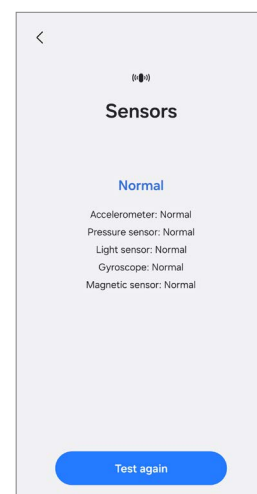 Sensors
Normal
Accelerometer: Normal
Pressure sensor: Normal
Light sensor: Normal
Gyroscope: Normal
Magnetic sensor: Normal
Test again